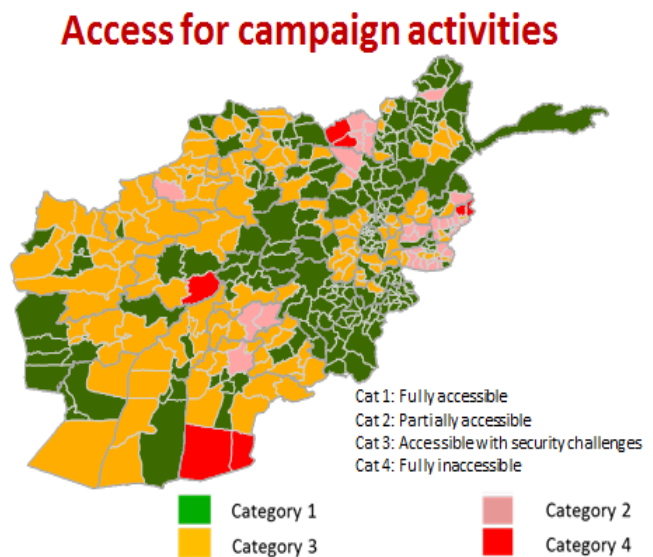 Access for campaign activities
Cat 1: Fully accessible
Cat 2: Partially accessible
Cat 3: Accessible with security challenges
Cat 4: Fully inaccessible
Category 1
Category 2
Category 3
Category 4